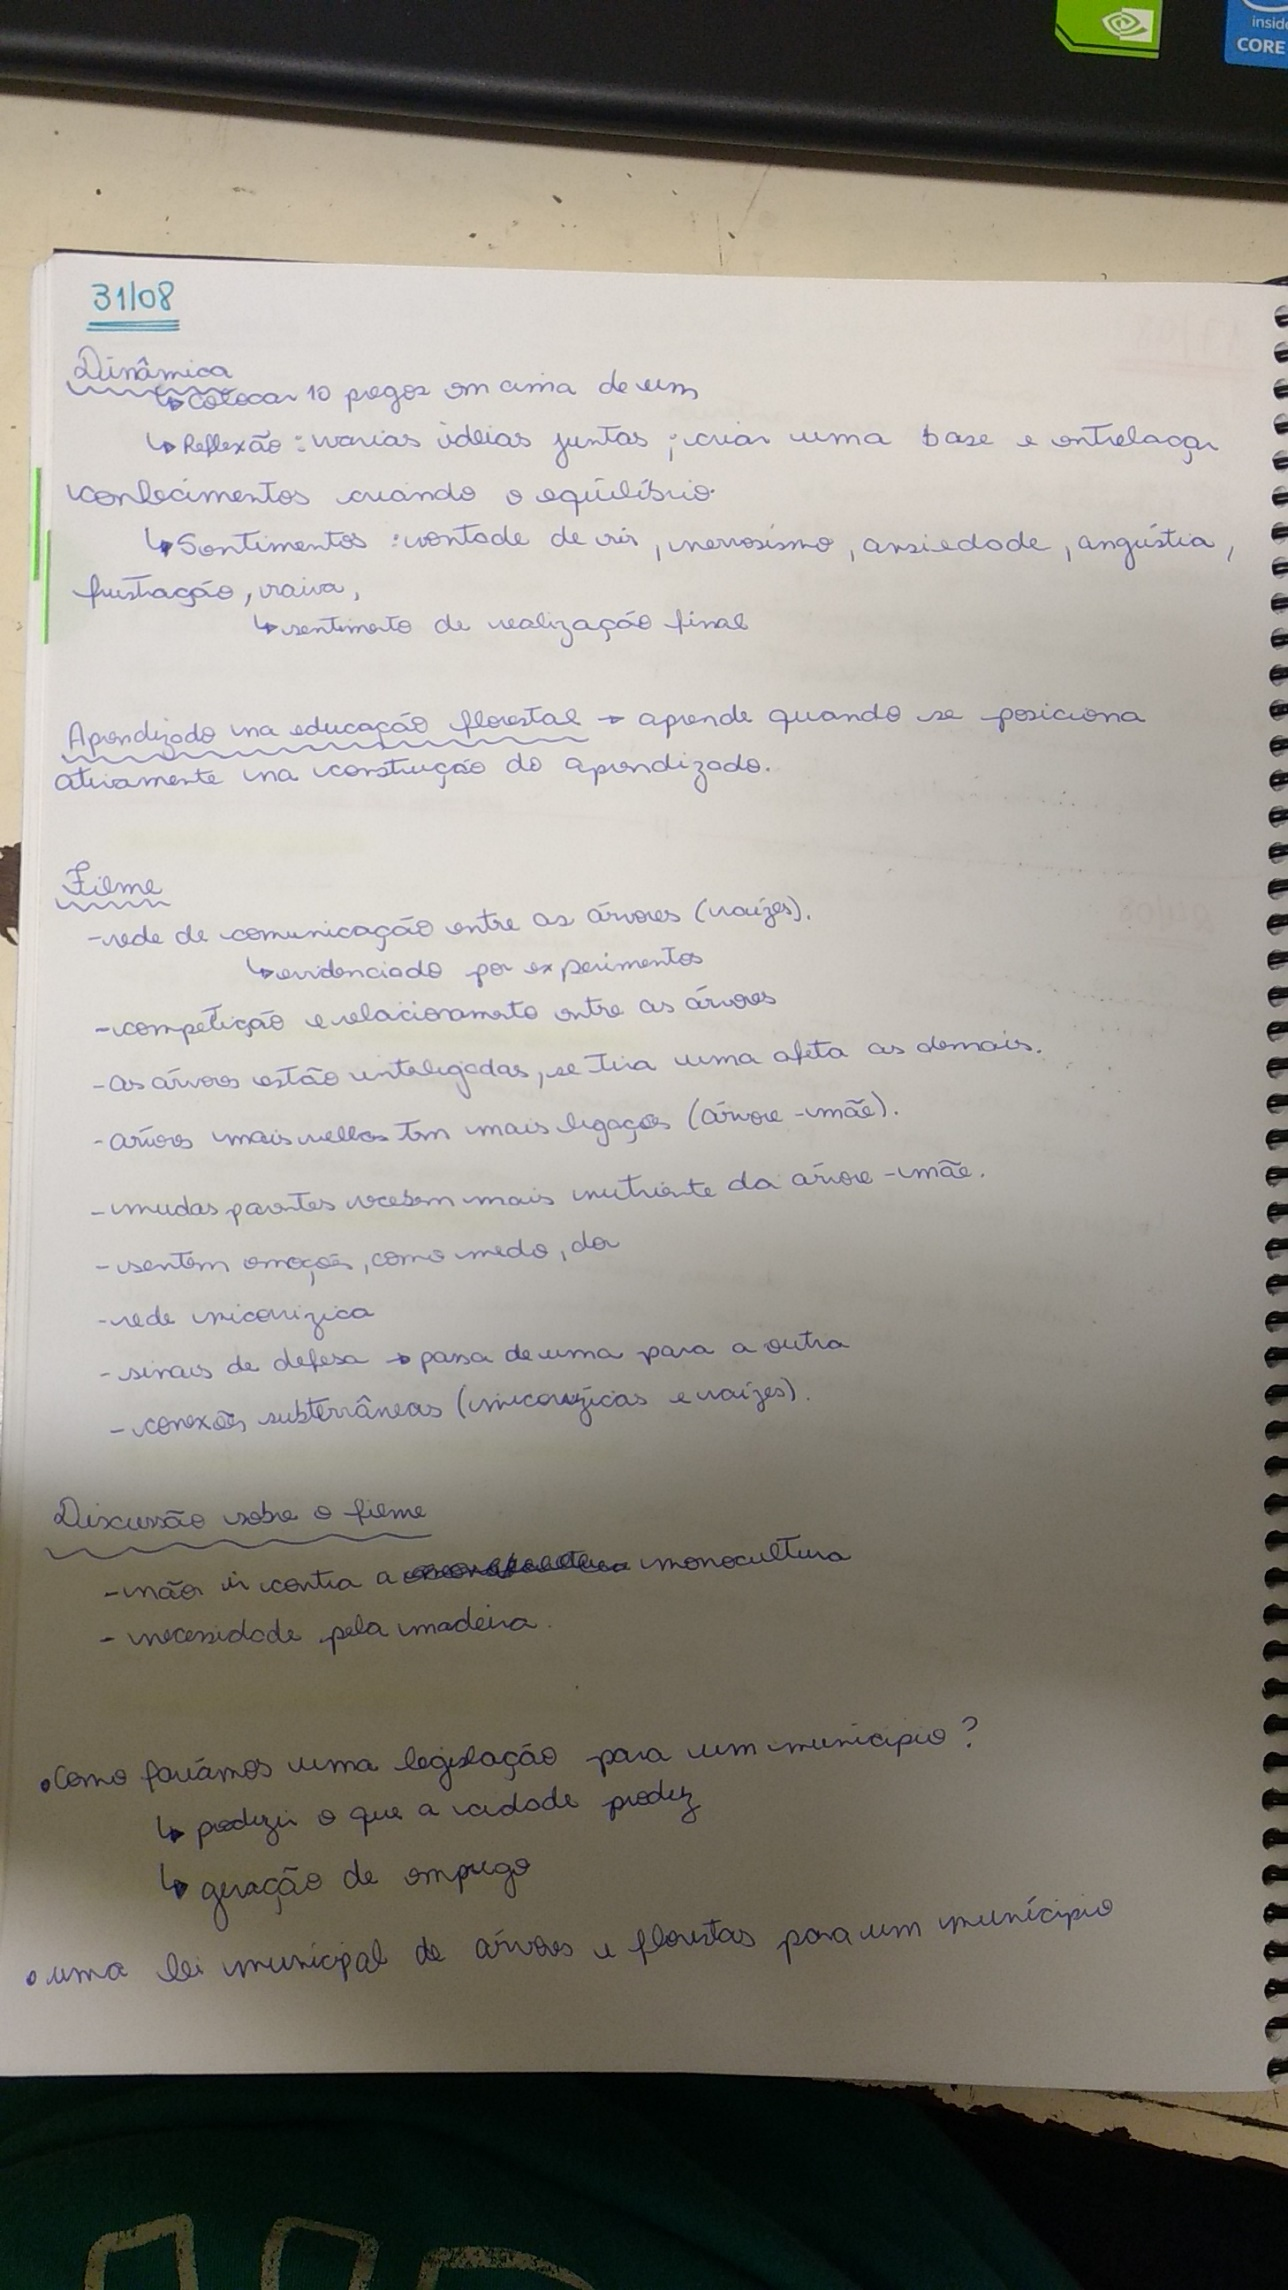 inside
CORE
31/08
Dinâmica
↳ Colocar 10 pregos em cima de um
↳ Reflexão: varias ideias juntas; criar uma base e entrelaçar
conhecimentos criando o equilíbrio.
↳ Sentimentos: vontade de rir, nervosismo, ansiedade, angústia,
frustração, raiva,
↳ sentimento de realização final
Aprendizado na educação florestal → aprende quando se posiciona
ativamente na construção do aprendizado.
Filme
- rede de comunicação entre as árvores (raízes).
↳ evidenciado por experimentos
- competição e relacionamento entre as árvores
- as árvores estão interligadas, se tira uma afeta as demais.
- arvores mais velhas tem mais ligações (árvore-mãe).
- mudas parentes recebem mais nutriente da árvore-mãe.
- sentem emoções, como medo, dor
- rede micorrizica
- sinais de defesa → passa de uma para a outra
- conexões subterrâneas (micorrízicas e raízes).
Discussão sobre o filme
- não ir contra a monocultura
- necessidade pela madeira.
• Como faríamos uma legislação para um município?
↳ produzir o que a cidade produz
↳ geração de emprego
• uma lei municipal de árvores e florestas para um município